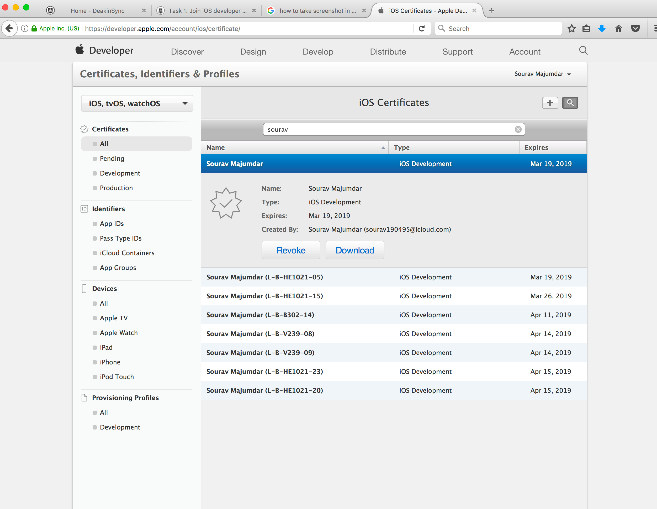 Home - DeakinSync
Task 1. Join iOS developer ...
how to take screenshot in ...
iOS Certificates - Apple De...
Apple Inc. (US)
https://developer.apple.com/account/ios/certificate/
Search
Developer
Discover
Design
Develop
Distribute
Support
Account
Certificates, Identifiers & Profiles
Sourav Majumdar
iOS, tvOS, watchOS
Certificates
All
Pending
Development
Production
Identifiers
App IDs
Pass Type IDs
iCloud Containers
App Groups
Devices
All
Apple TV
Apple Watch
iPad
iPhone
iPod Touch
Provisioning Profiles
All
Development
iOS Certificates
sourav
Name Type Expires
Sourav Majumdar iOS Development Mar 19, 2019
Name: Sourav Majumdar
Type: iOS Development
Expires: Mar 19, 2019
Created By: Sourav Majumdar (sourav190495@icloud.com)
Revoke Download
Sourav Majumdar (L-B-HE1021-05) iOS Development Mar 19, 2019
Sourav Majumdar (L-B-HE1021-15) iOS Development Mar 26, 2019
Sourav Majumdar (L-B-B302-14) iOS Development Apr 11, 2019
Sourav Majumdar (L-B-V239-08) iOS Development Apr 14, 2019
Sourav Majumdar (L-B-V239-09) iOS Development Apr 14, 2019
Sourav Majumdar (L-B-HE1021-23) iOS Development Apr 15, 2019
Sourav Majumdar (L-B-HE1021-20) iOS Development Apr 15, 2019